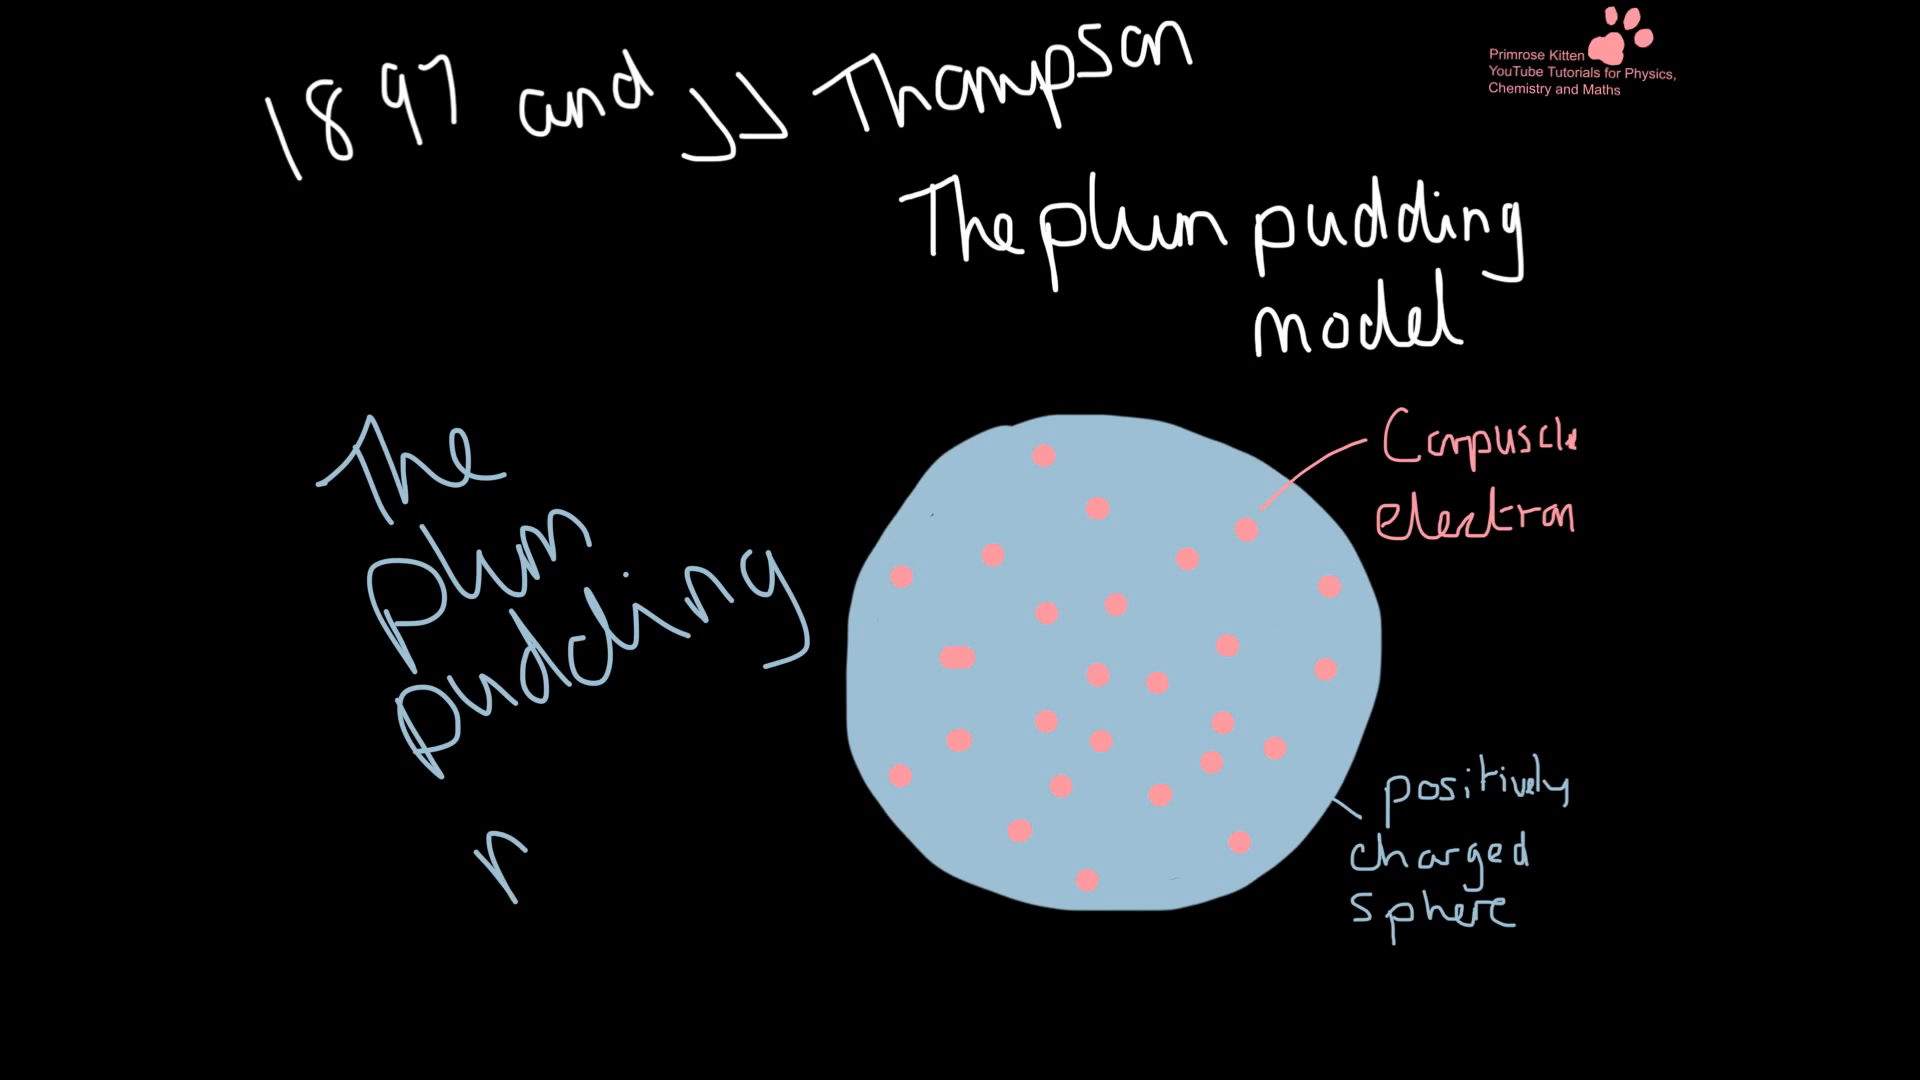 1897 and JJ Thompson
Primrose Kitten
YouTube Tutorials for Physics,
Chemistry and Maths
The plum pudding
model
The
plum
pudding
r
Corpuscle
electron
positively
charged
sphere